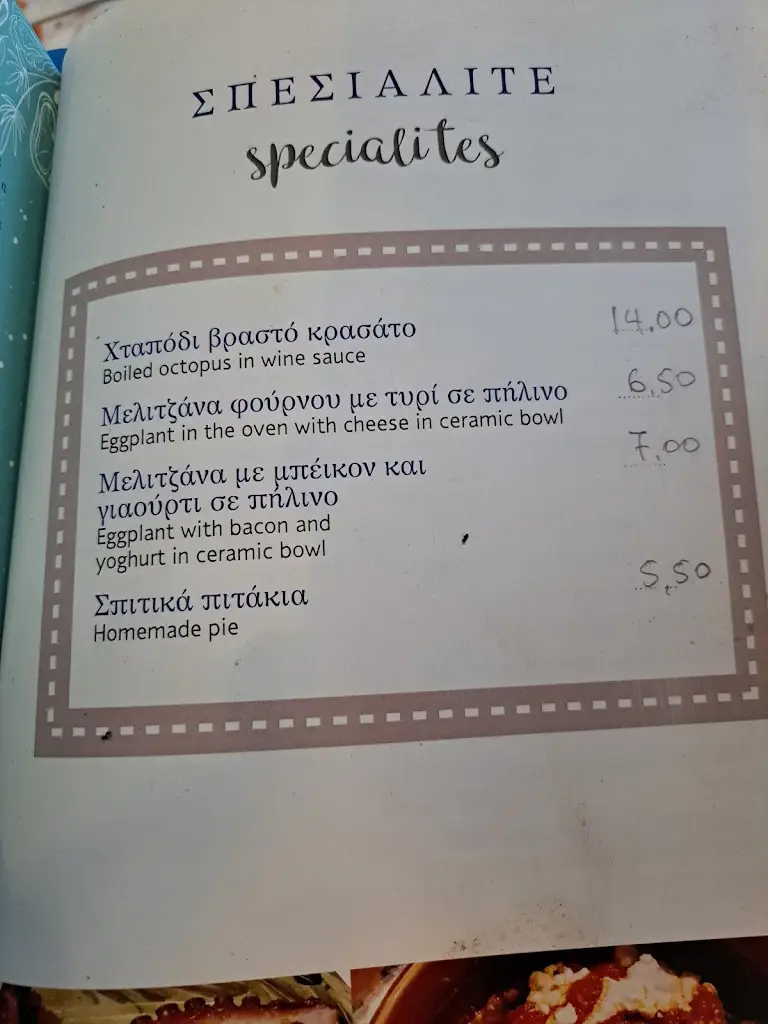 ΣΠΕΣΙΑΛΙΤΕ
specialites
Χταπόδι βραστό κρασάτο 14.00
Boiled octopus in wine sauce
Μελιτζάνα φούρνου με τυρί σε πήλινο 6,50
Eggplant in the oven with cheese in ceramic bowl
Μελιτζάνα με μπέικον και 7,00
γιαούρτι σε πήλινο
Eggplant with bacon and
yoghurt in ceramic bowl
Σπιτικά πιτάκια 5,50
Homemade pie